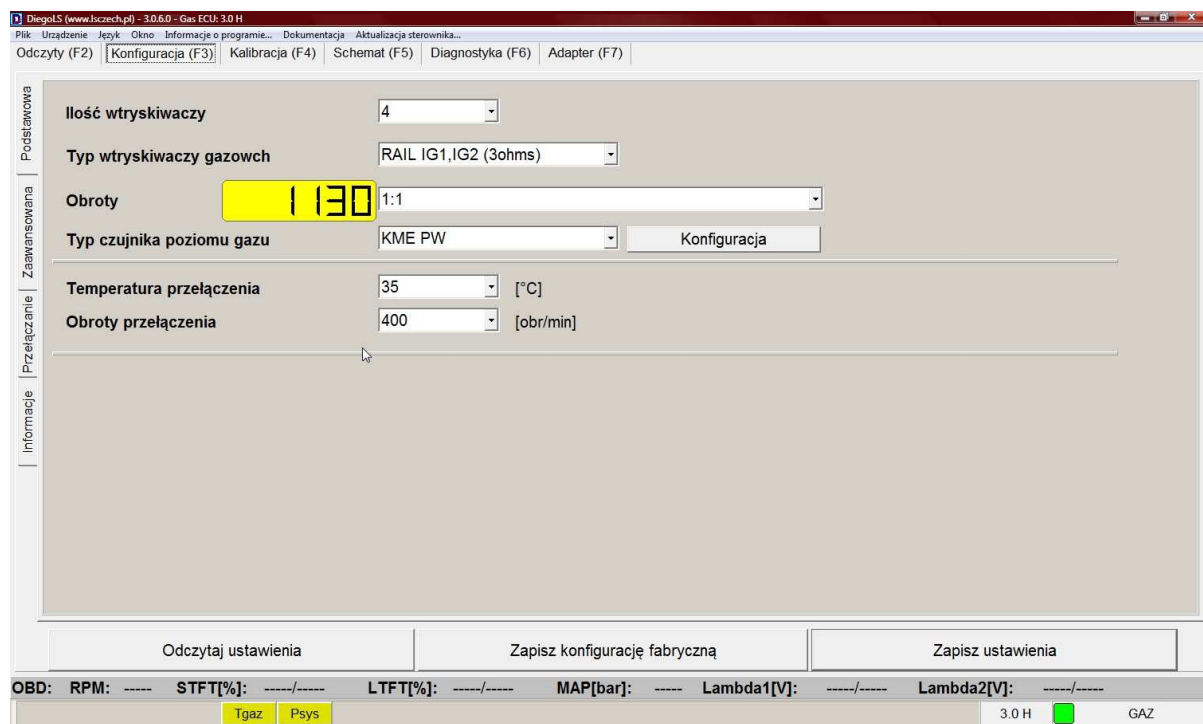 DiegoLS (www.lsczech.pl) - 3.0.6.0 - Gas ECU: 3.0 H
Plik Urządzenie Język Okno Informacje o programie... Dokumentacja Aktualizacja sterownika...
Odczyty (F2) Konfiguracja (F3) Kalibracja (F4) Schemat (F5) Diagnostyka (F6) Adapter (F7)
Podstawowa
Zaawansowana
Przełączanie
Informacje
Ilość wtryskiwaczy 4
Typ wtryskiwaczy gazowch RAIL IG1,IG2 (3ohms)
Obroty 1130 1:1
Typ czujnika poziomu gazu KME PW Konfiguracja
Temperatura przełączenia 35 [°C]
Obroty przełączenia 400 [obr/min]
Odczytaj ustawienia Zapisz konfigurację fabryczną Zapisz ustawienia
OBD: RPM: ----- STFT[%]: -----/----- LTFT[%]: -----/----- MAP[bar]: ----- Lambda1[V]: -----/----- Lambda2[V]: -----/-----
Tgaz Psys 3.0 H GAZ